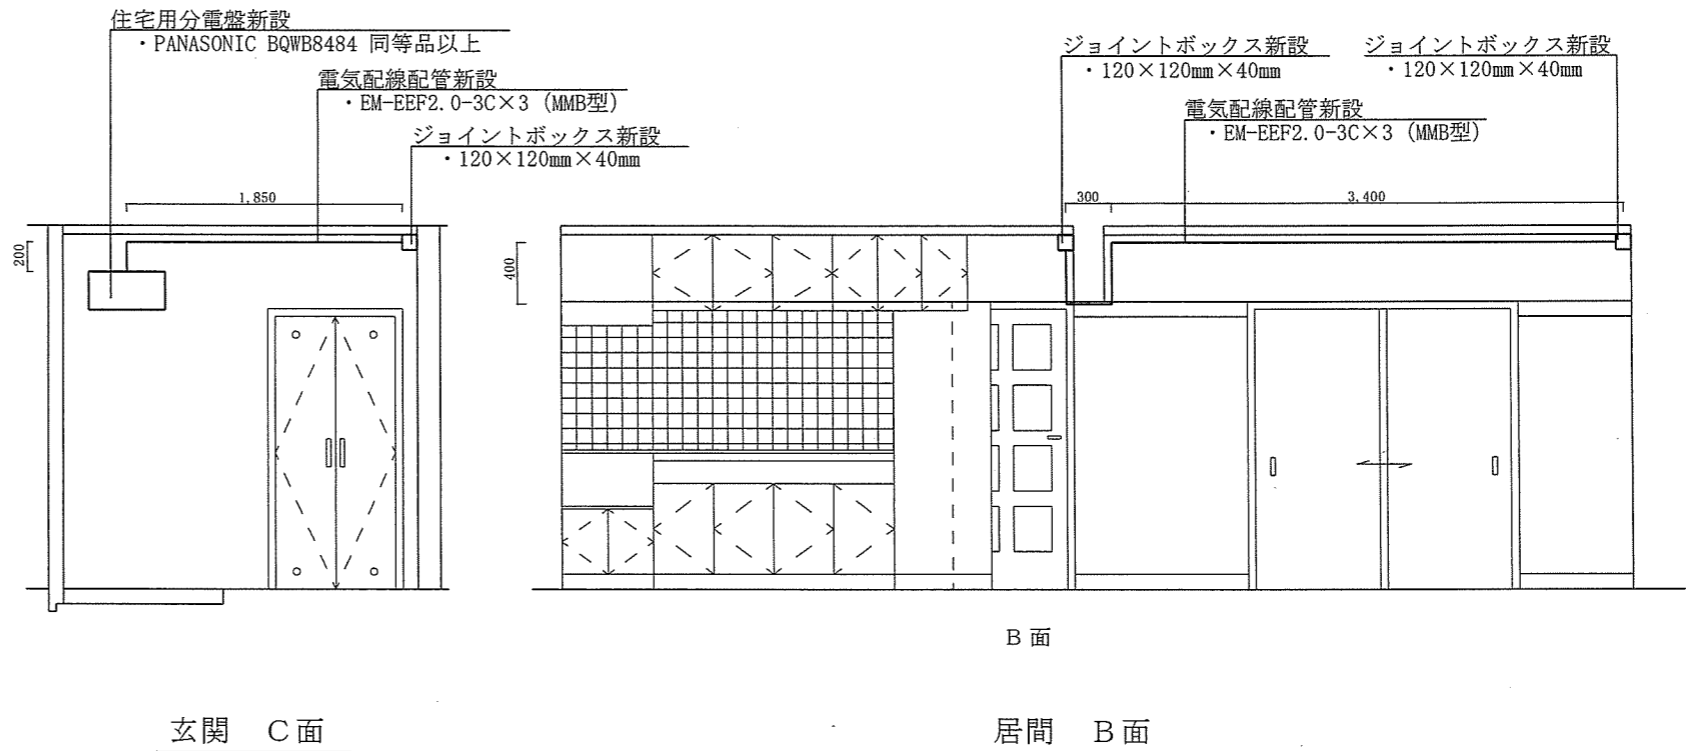 住宅用分電盤新設
・PANASONIC BQWB8484 同等品以上
電気配線配管新設
・EM-EEF2.0-3C×3 (MMB型)
ジョイントボックス新設
・120×120mm×40mm
1,850
200
ジョイントボックス新設
・120×120mm×40mm
ジョイントボックス新設
・120×120mm×40mm
電気配線配管新設
・EM-EEF2.0-3C×3 (MMB型)
300
3,400
400
B面
玄関 C面
居間 B面